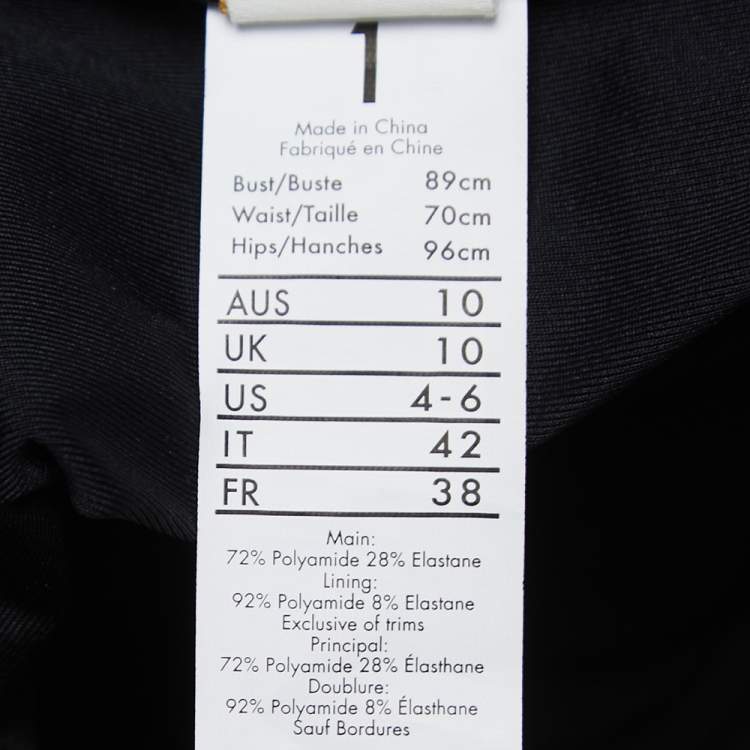 1
Made in China
Fabriqué en Chine
Bust/Buste 89cm
Waist/Taille 70cm
Hips/Hanches 96cm
AUS 10
UK 10
US 4-6
IT 42
FR 38
Main:
72% Polyamide 28% Elastane
Lining:
92% Polyamide 8% Elastane
Exclusive of trims
Principal:
72% Polyamide 28% Élasthane
Doublure:
92% Polyamide 8% Élasthane
Sauf Bordures